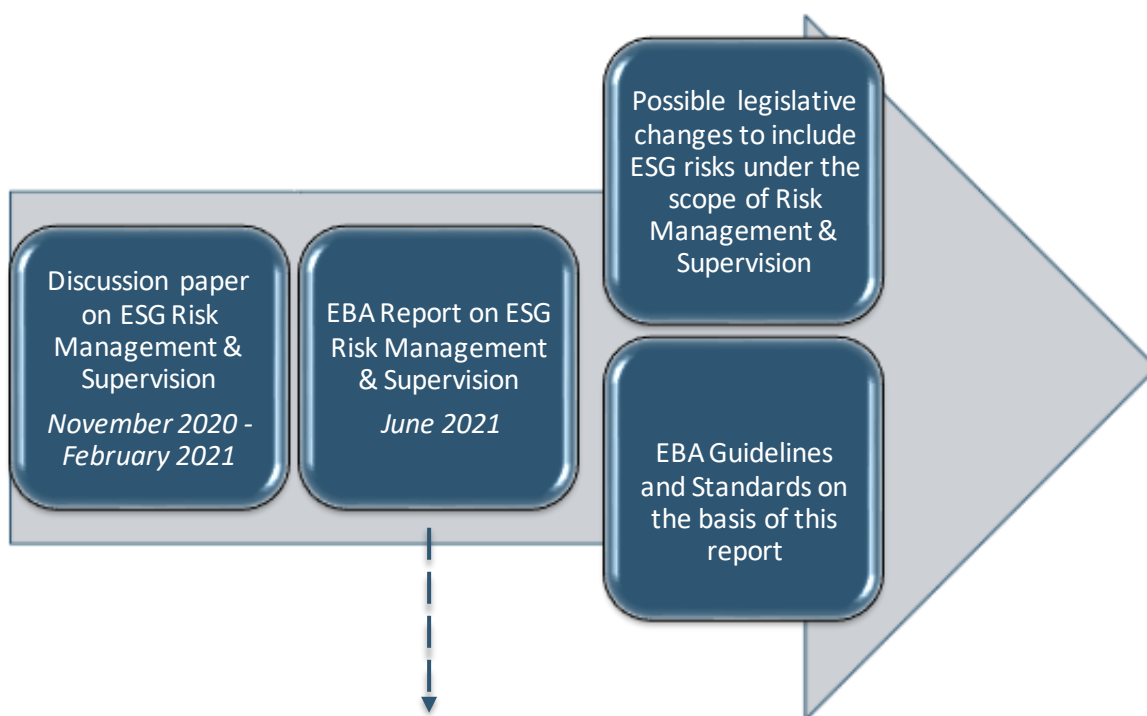 Discussion paper
on ESG Risk
Management &
Supervision
November 2020 -
February 2021
EBA Report on ESG
Risk Management
& Supervision
June 2021
Possible legislative
changes to include
ESG risks under the
scope of Risk
Management &
Supervision
EBA Guidelines
and Standards on
the basis of this
report